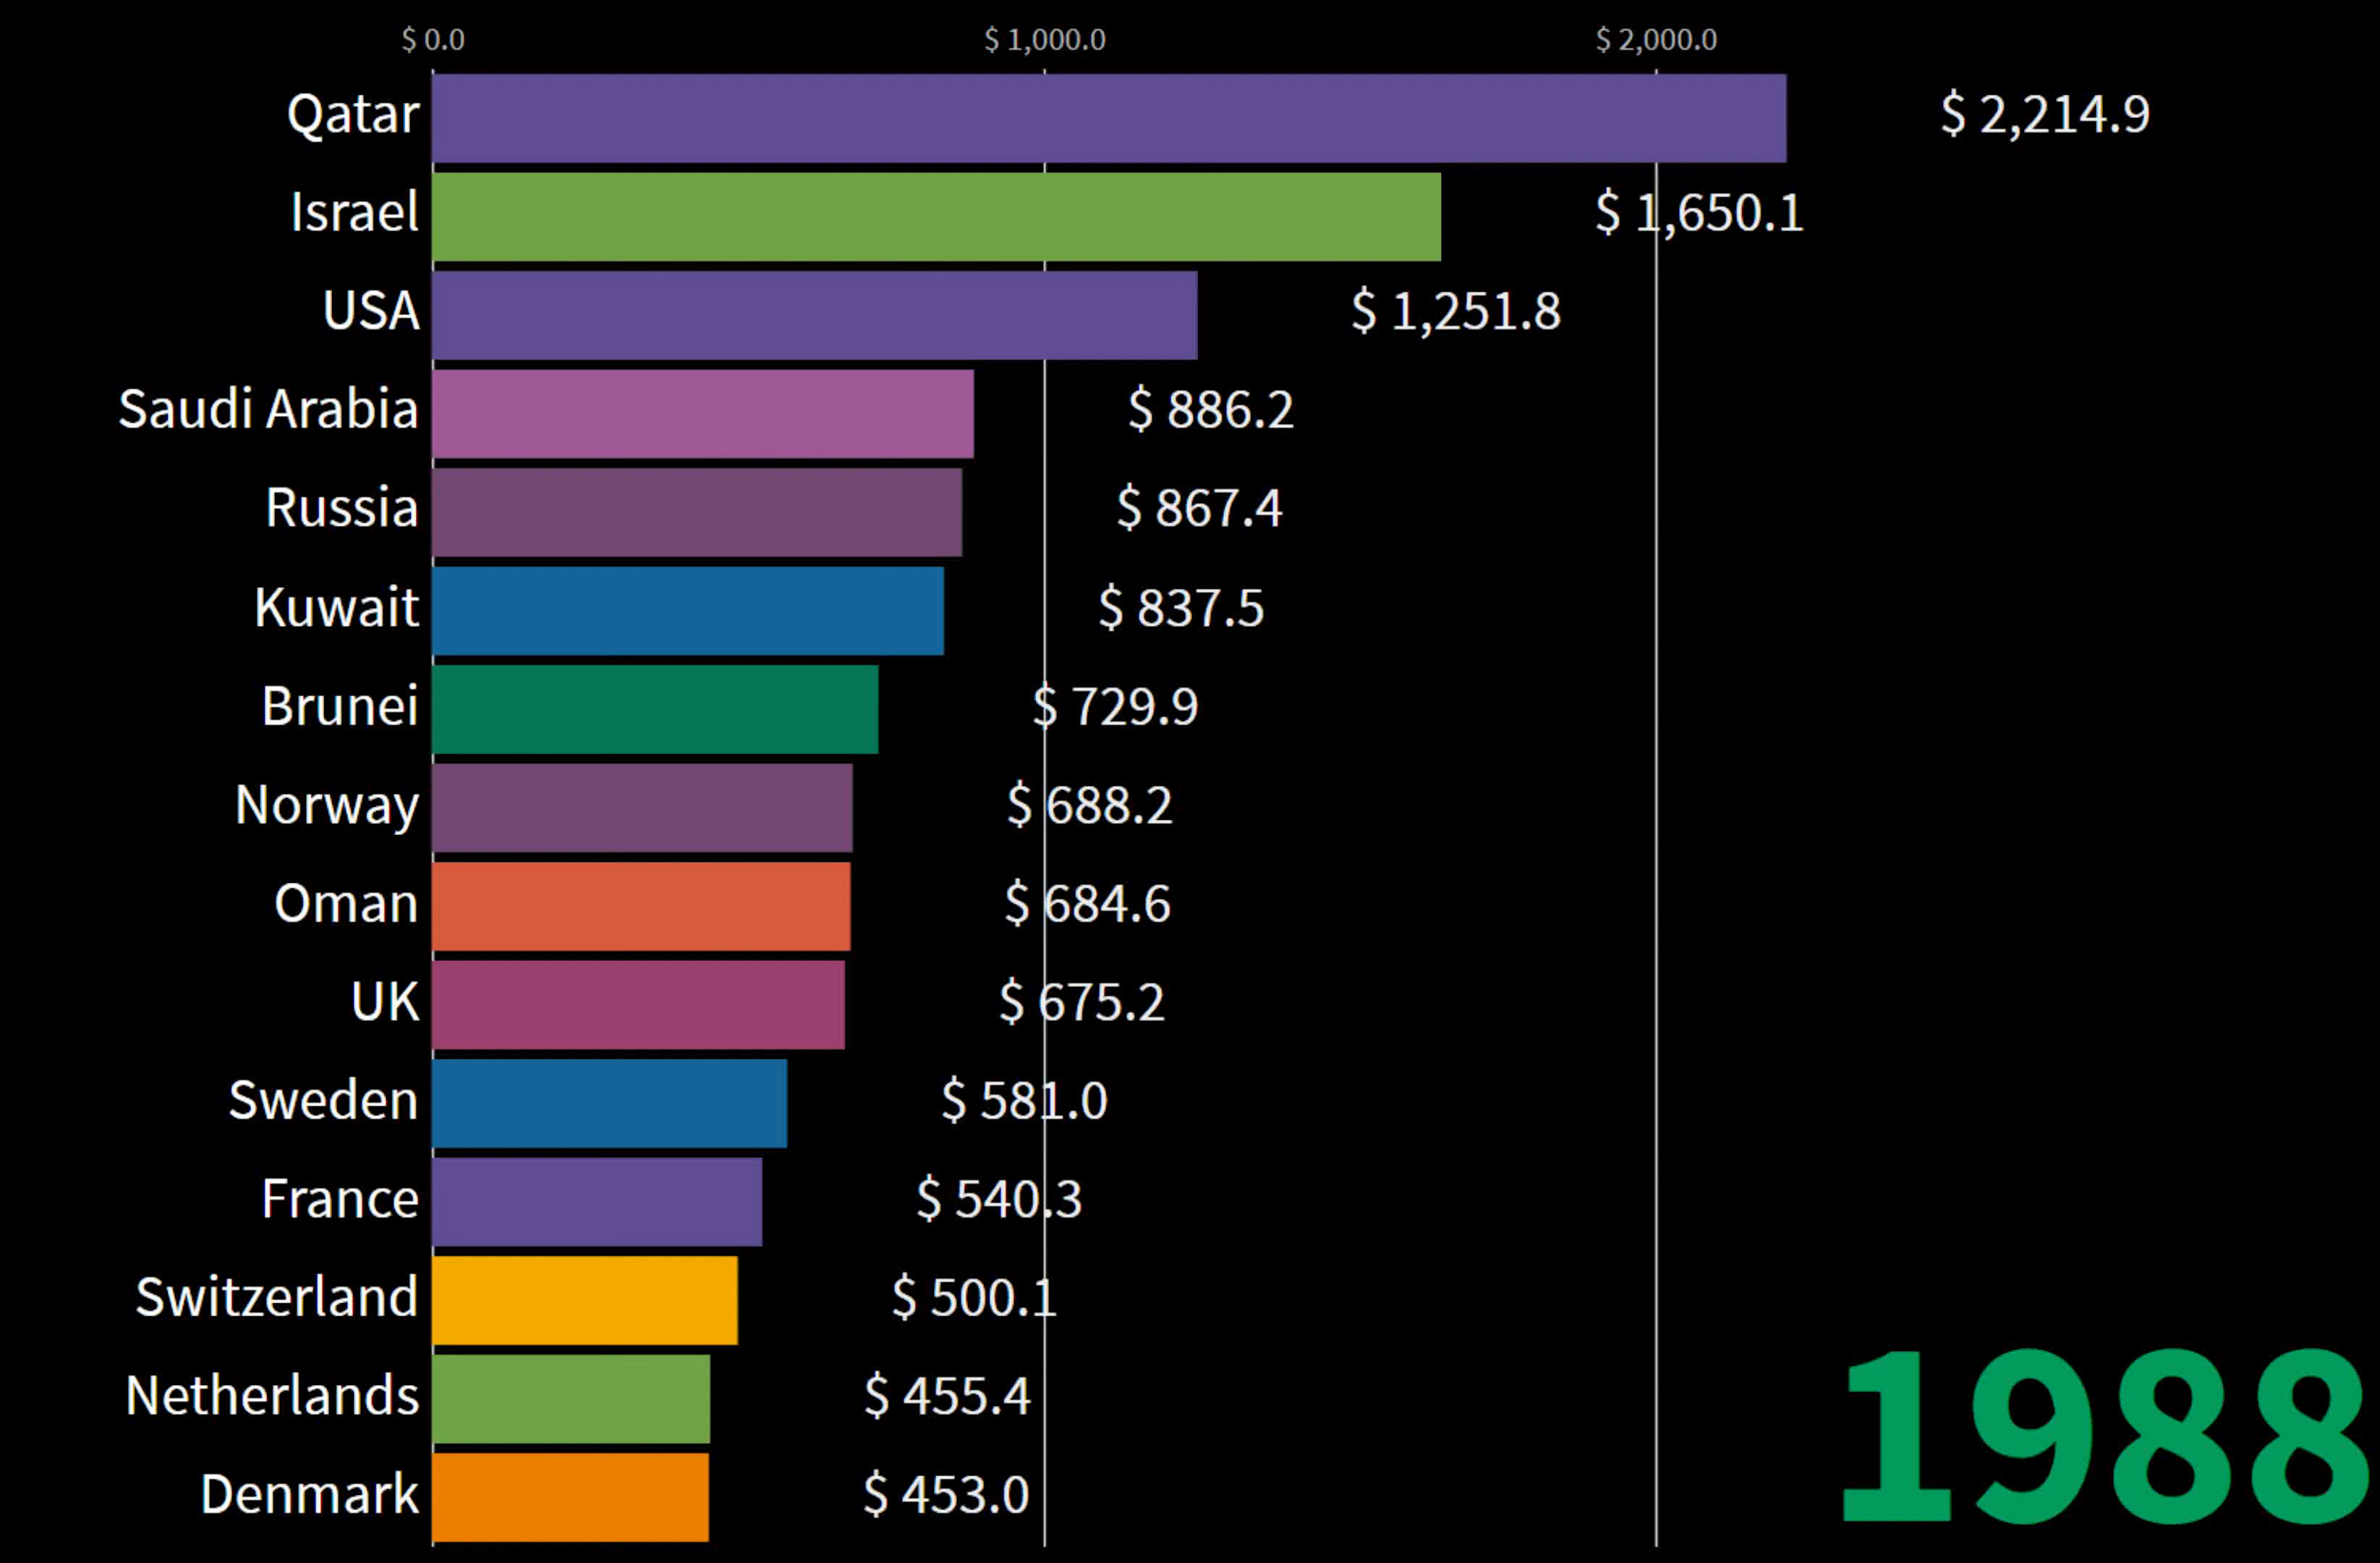 $ 0.0 $ 1,000.0 $ 2,000.0
Qatar $ 2,214.9
Israel $ 1,650.1
USA $ 1,251.8
Saudi Arabia $ 886.2
Russia $ 867.4
Kuwait $ 837.5
Brunei $ 729.9
Norway $ 688.2
Oman $ 684.6
UK $ 675.2
Sweden $ 581.0
France $ 540.3
Switzerland $ 500.1
Netherlands $ 455.4
Denmark $ 453.0
1988